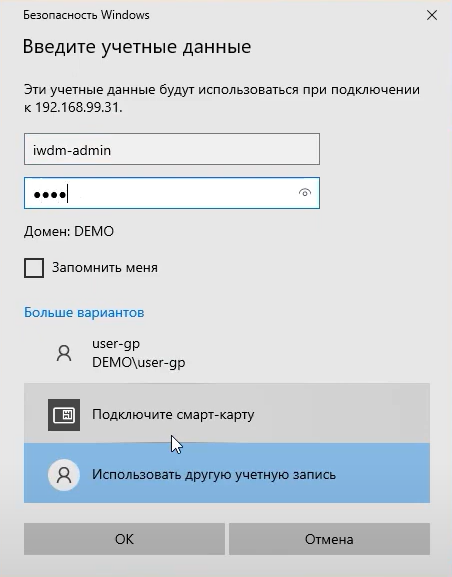 Безопасность Windows
Введите учетные данные
Эти учетные данные будут использоваться при подключении
к 192.168.99.31.
iwdm-admin
••••
Домен: DEMO
Запомнить меня
Больше вариантов
user-gp
DEMO\user-gp
Подключите смарт-карту
Использовать другую учетную запись
ОК
Отмена